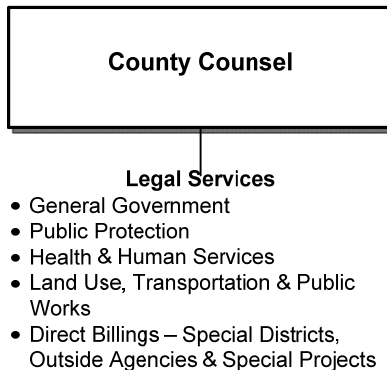 County Counsel
Legal Services
• General Government
• Public Protection
• Health & Human Services
• Land Use, Transportation & Public
Works
• Direct Billings – Special Districts,
Outside Agencies & Special Projects